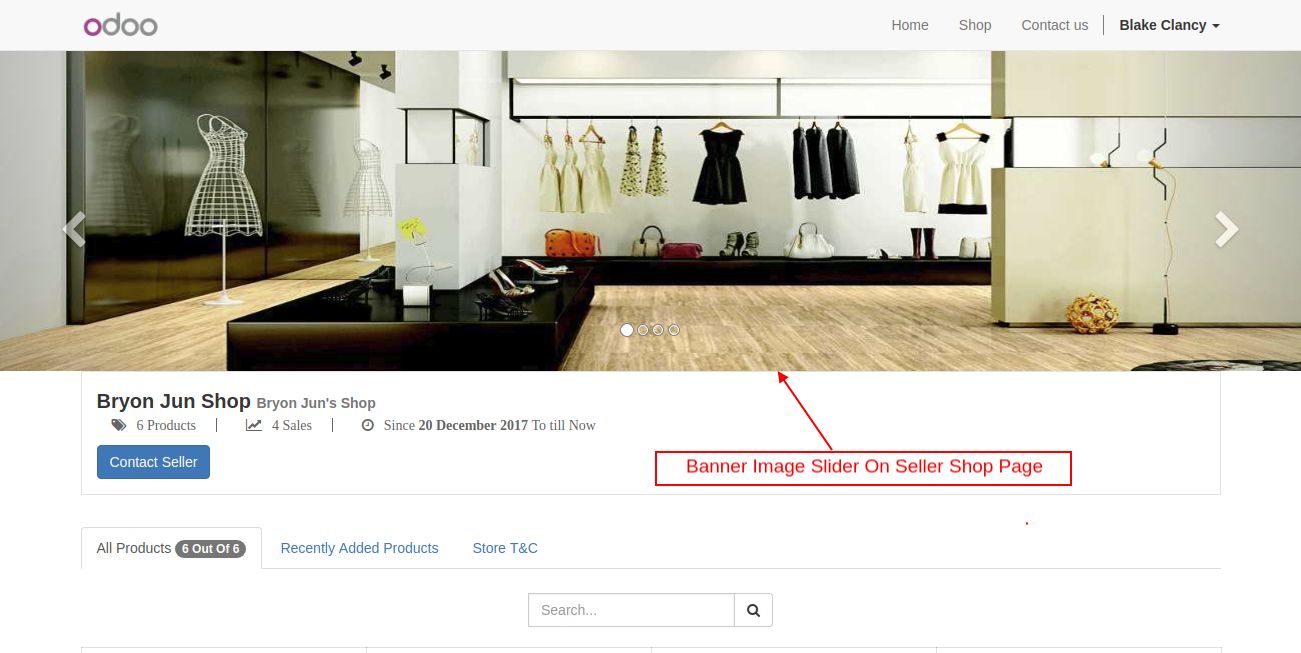 odoo
Home Shop Contact us Blake Clancy
Bryon Jun Shop Bryon Jun's Shop
6 Products 4 Sales Since 20 December 2017 To till Now
Contact Seller
Banner Image Slider On Seller Shop Page
All Products 6 Out Of 6 Recently Added Products Store T&C
Search...